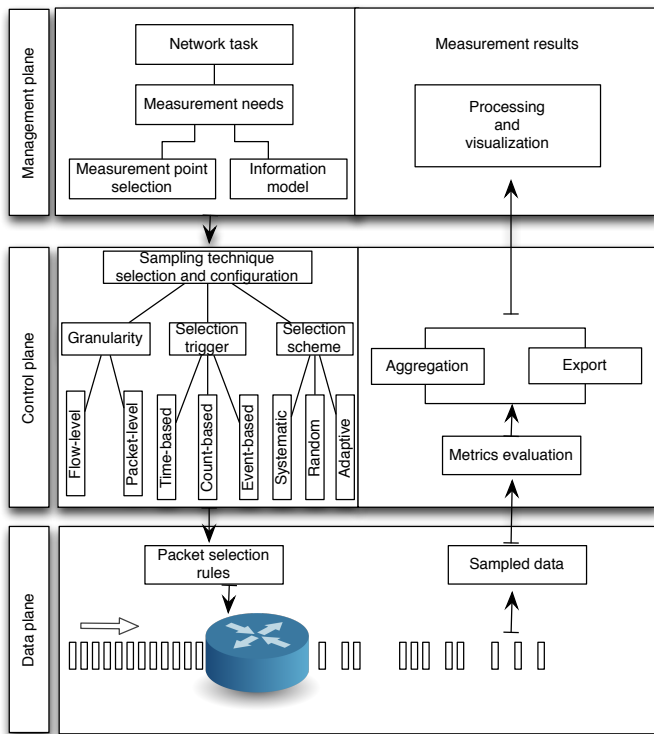 Management plane
Network task
Measurement needs
Measurement point
selection
Information
model
Measurement results
Processing
and
visualization
Control plane
Sampling technique
selection and configuration
Granularity
Selection
trigger
Selection
scheme
Flow-level
Packet-level
Time-based
Count-based
Event-based
Systematic
Random
Adaptive
Aggregation
Export
Metrics evaluation
Data plane
Packet selection
rules
Sampled data